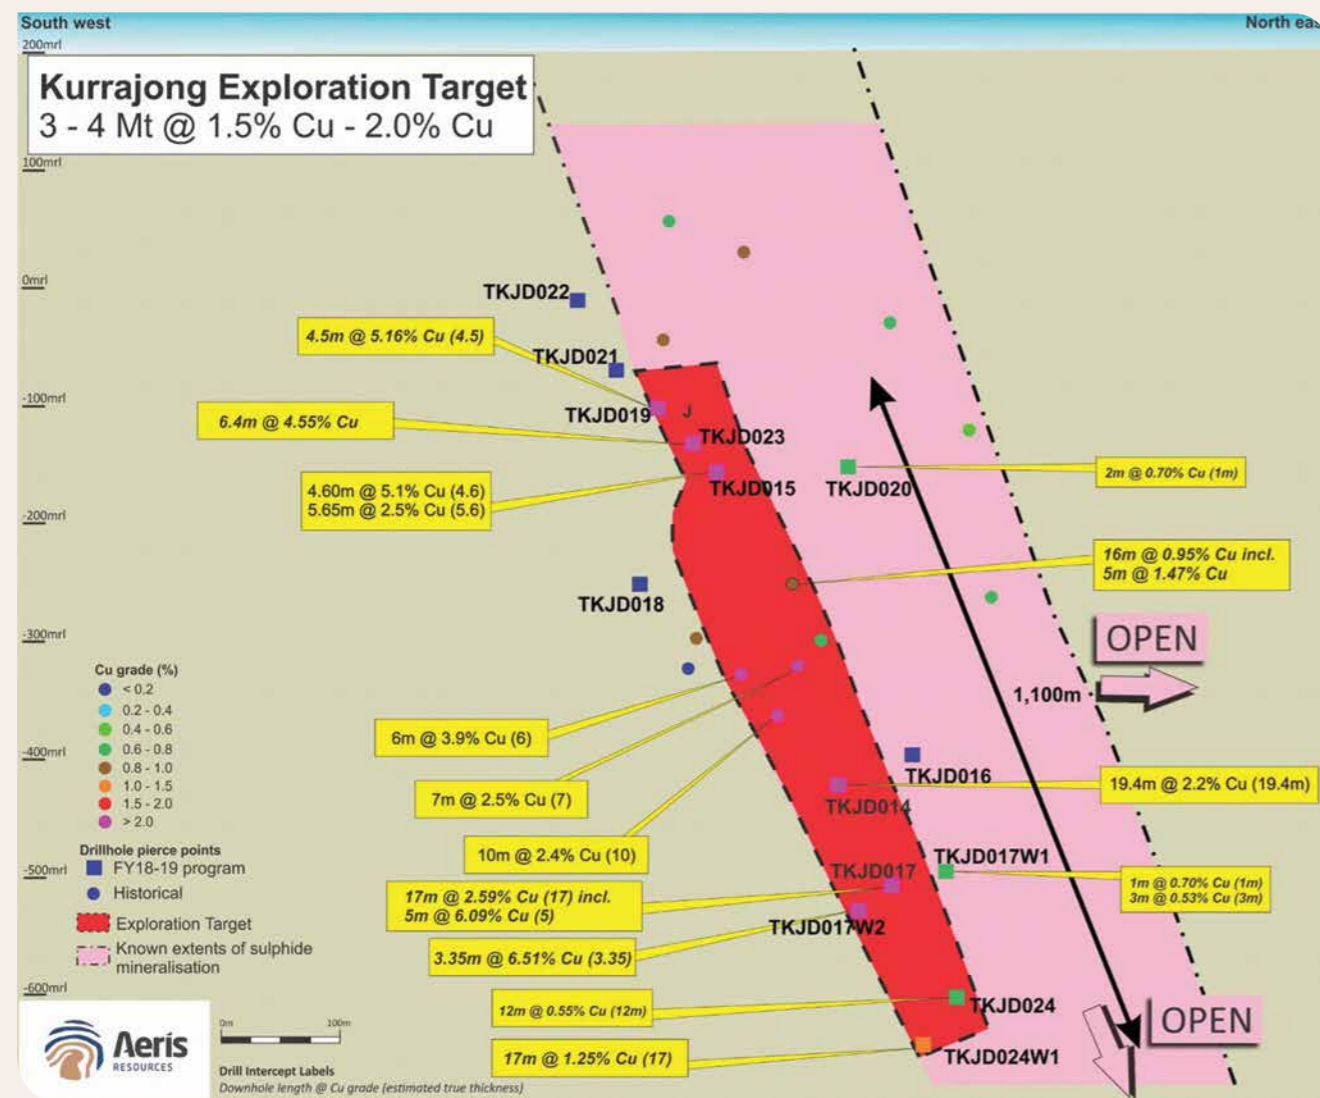 South west
North eas
200mrl
Kurrajong Exploration Target
3 - 4 Mt @ 1.5% Cu - 2.0% Cu
100mrl
0mrl
TKJD022
4.5m @ 5.16% Cu (4.5)
TKJD021
-100mrl
TKJD019
J
6.4m @ 4.55% Cu
TKJD023
4.60m @ 5.1% Cu (4.6)
5.65m @ 2.5% Cu (5.6)
TKJD015
TKJD020
2m @ 0.70% Cu (1m)
-200mrl
16m @ 0.95% Cu incl.
5m @ 1.47% Cu
TKJD018
-300mrl
OPEN
1,100m
Cu grade (%)
< 0.2
0.2 - 0.4
0.4 - 0.6
0.6 - 0.8
0.8 - 1.0
1.0 - 1.5
1.5 - 2.0
> 2.0
6m @ 3.9% Cu (6)
-400mrl
TKJD016
7m @ 2.5% Cu (7)
TKJD014
19.4m @ 2.2% Cu (19.4m)
10m @ 2.4% Cu (10)
Drillhole pierce points
FY18-19 program
Historical
Exploration Target
Known extents of sulphide
mineralisation
-500mrl
TKJD017
TKJD017W1
17m @ 2.59% Cu (17) incl.
5m @ 6.09% Cu (5)
1m @ 0.70% Cu (1m)
3m @ 0.53% Cu (3m)
TKJD017W2
3.35m @ 6.51% Cu (3.35)
-600mrl
12m @ 0.55% Cu (12m)
TKJD024
OPEN
17m @ 1.25% Cu (17)
TKJD024W1
Aeris
RESOURCES
0m
100m
Drill Intercept Labels
Downhole length @ Cu grade (estimated true thickness)